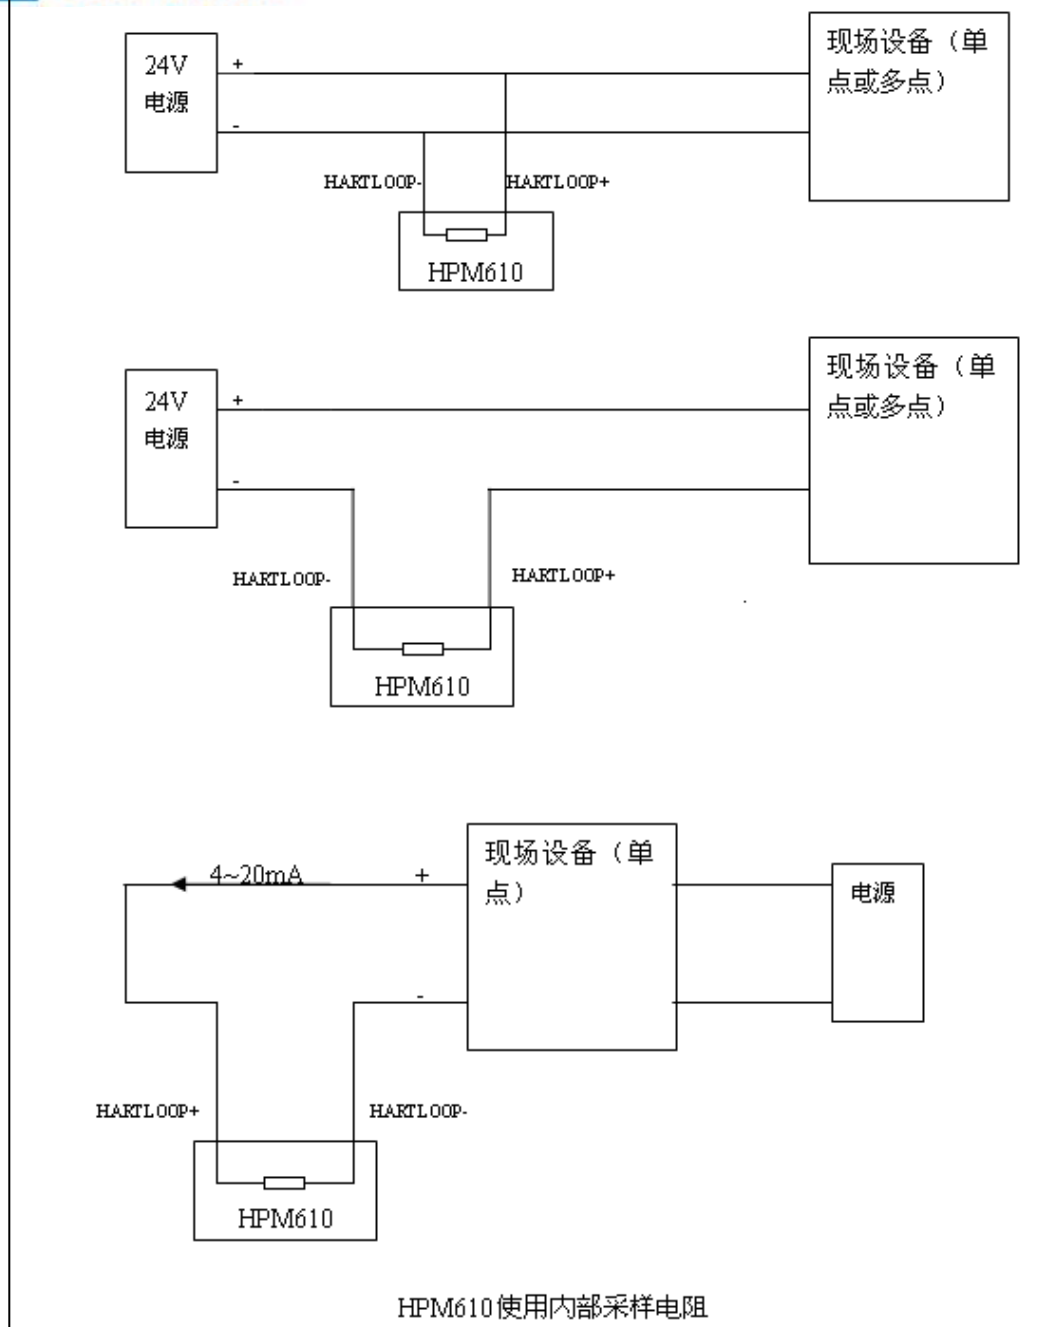 24V
电源
+
-
现场设备（单
点或多点）
HARTLOOP-
HARTLOOP+
HPM610
24V
电源
+
-
现场设备（单
点或多点）
HARTLOOP-
HARTLOOP+
HPM610
4~20mA
+
-
现场设备（单
点）
电源
HARTLOOP+
HARTLOOP-
HPM610
HPM610使用内部采样电阻